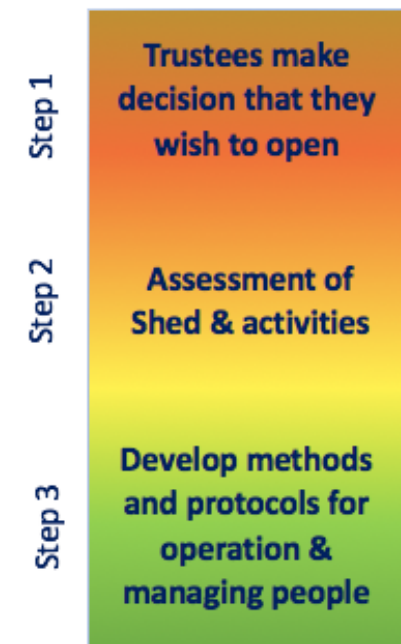 Step 1
Trustees make
decision that they
wish to open
Step 2
Assessment of
Shed & activities
Step 3
Develop methods
and protocols for
operation &
managing people